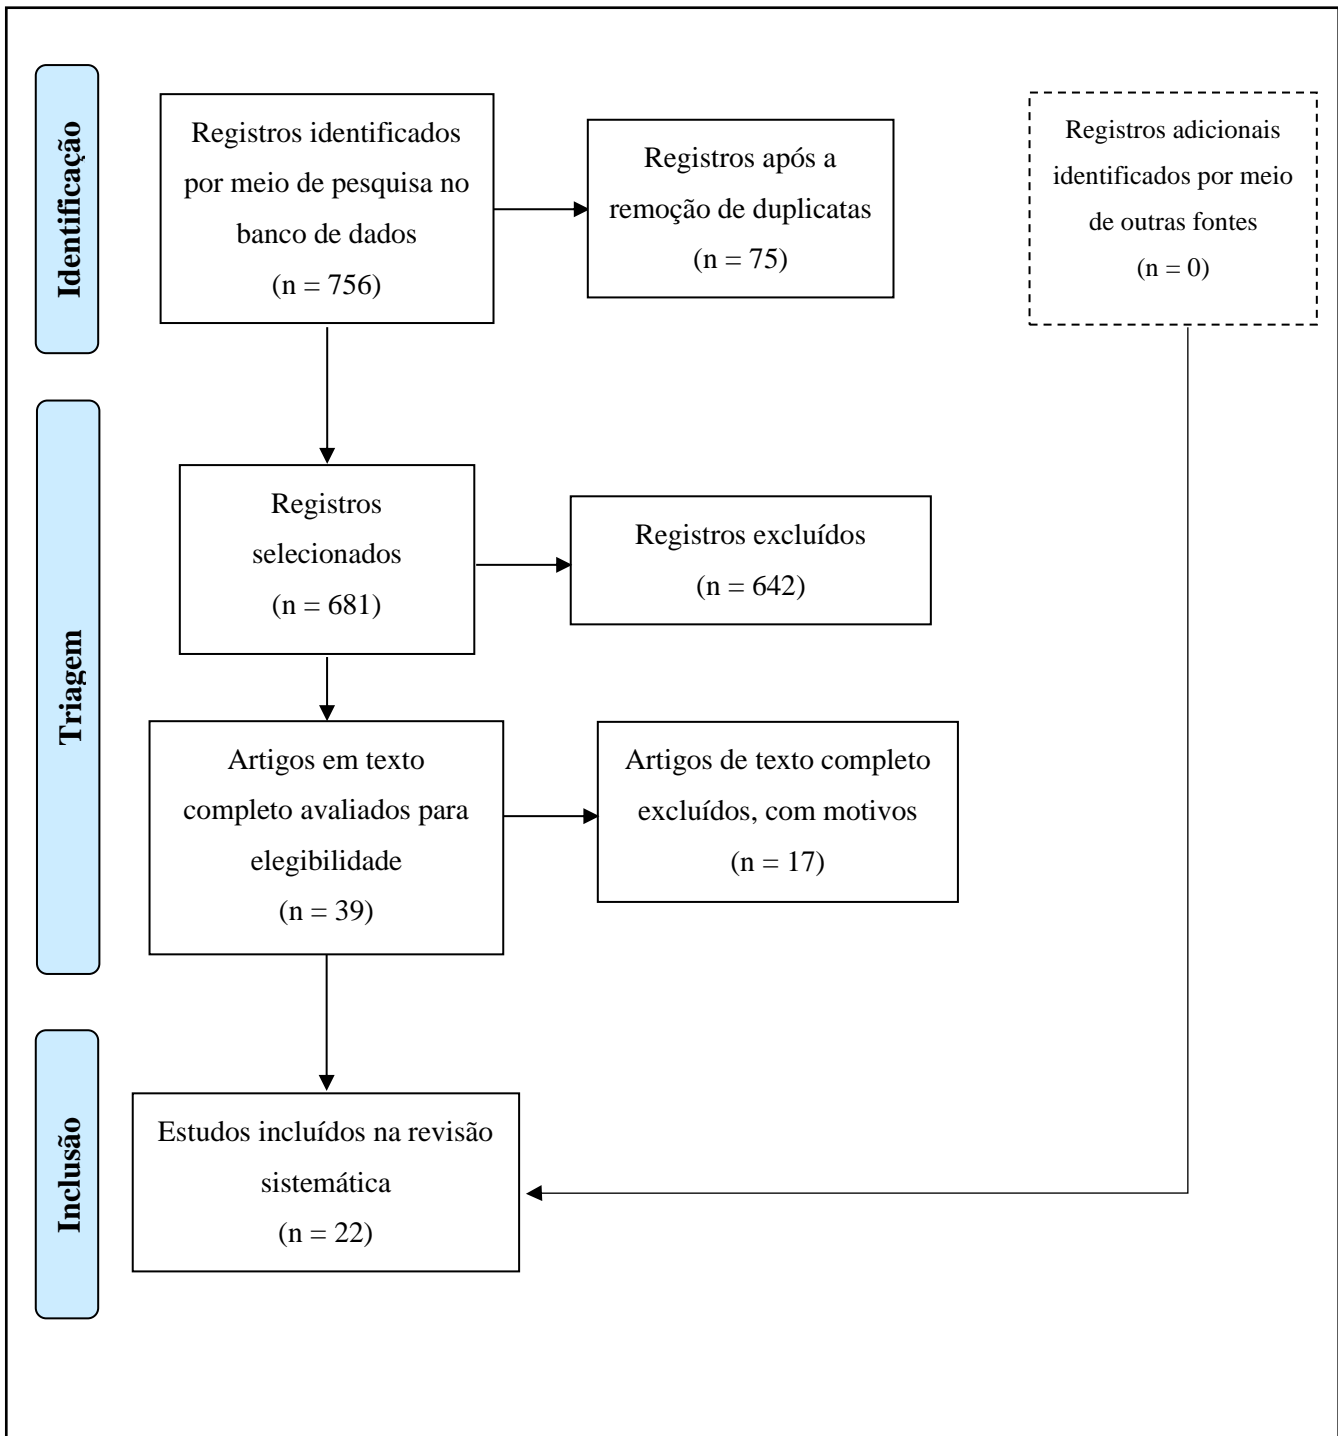 Identificação
Registros identificados
por meio de pesquisa no
banco de dados
(n = 756)
Registros após a
remoção de duplicatas
(n = 75)
Registros adicionais
identificados por meio
de outras fontes
(n = 0)
Triagem
Registros
selecionados
(n = 681)
Registros excluídos
(n = 642)
Artigos em texto
completo avaliados para
elegibilidade
(n = 39)
Artigos de texto completo
excluídos, com motivos
(n = 17)
Inclusão
Estudos incluídos na revisão
sistemática
(n = 22)